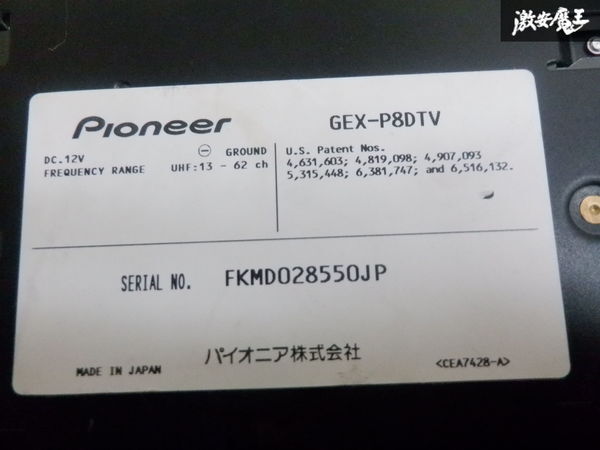 激安魔王
Pioneer
GEX-P8DTV
DC.12V ⊖ GROUND
FREQUENCY RANGE UHF:13 - 62 ch
U.S. Patent Nos.
4,631,603; 4,819,098; 4,907,093
5,315,448; 6,381,747; and 6,516,132.
SERIAL NO. FKMD028550JP
パイオニア株式会社
MADE IN JAPAN
<CEA7428-A>